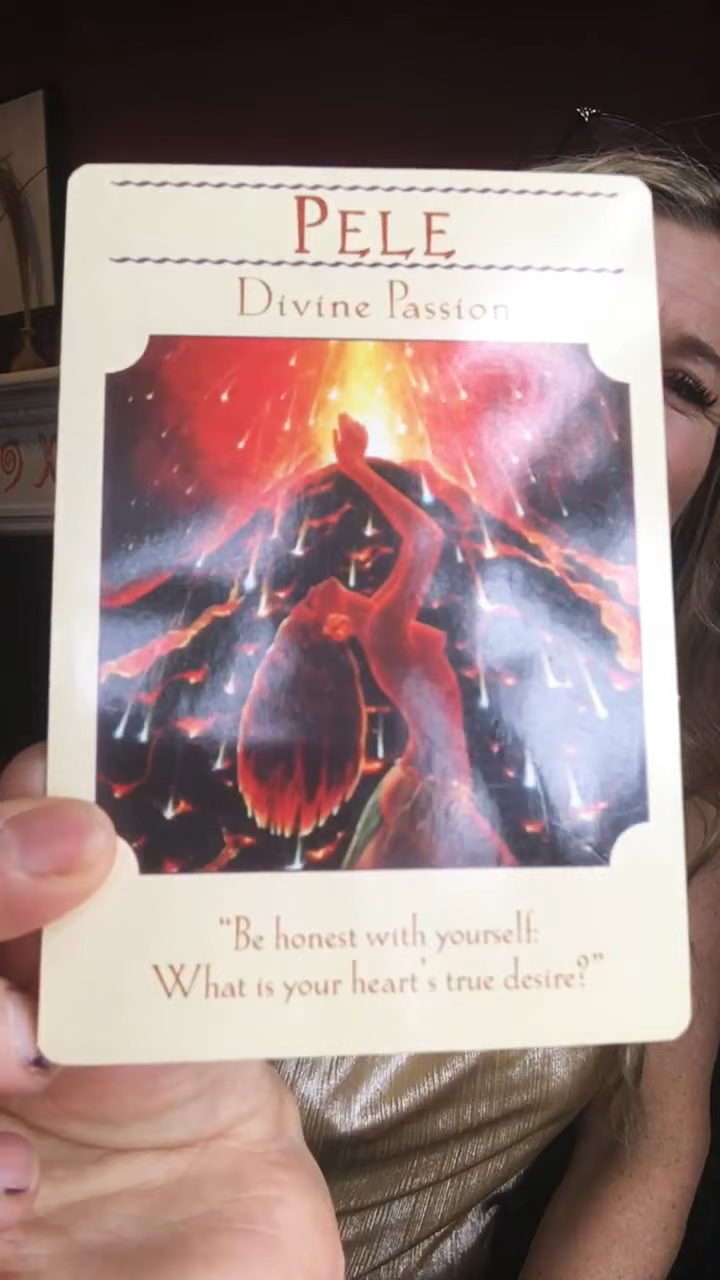 PELE
Divine Passion
"Be honest with yourself:
What is your heart's true desire?"